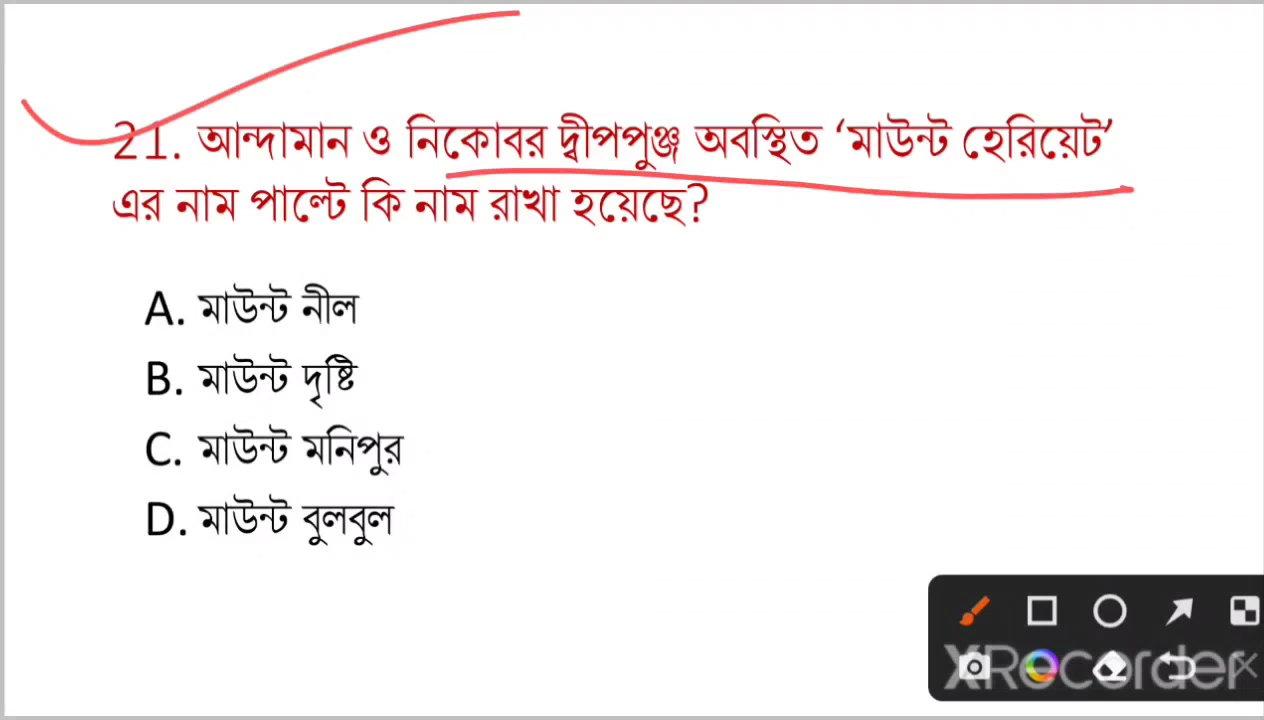 21. আন্দামান ও নিকোবর দ্বীপপুঞ্জ অবস্থিত ‘মাউন্ট হেরিয়েট’
এর নাম পাল্টে কি নাম রাখা হয়েছে?
A. মাউন্ট নীল
B. মাউন্ট দৃষ্টি
C. মাউন্ট মনিপুর
D. মাউন্ট বুলবুল
XRecorder